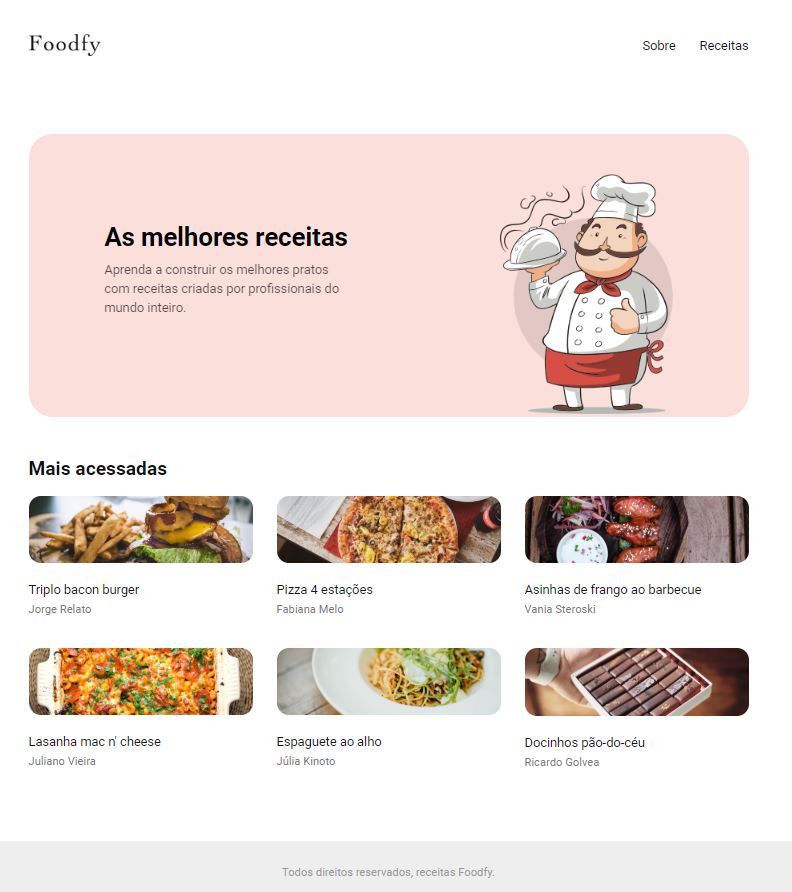 Foodfy
Sobre Receitas
As melhores receitas
Aprenda a construir os melhores pratos
com receitas criadas por profissionais do
mundo inteiro.
Mais acessadas
Triplo bacon burger
Jorge Relato
Pizza 4 estações
Fabiana Melo
Asinhas de frango ao barbecue
Vania Steroski
Lasanha mac n' cheese
Juliano Vieira
Espaguete ao alho
Júlia Kinoto
Docinhos pão-do-céu
Ricardo Golvea
Todos direitos reservados, receitas Foodfy.